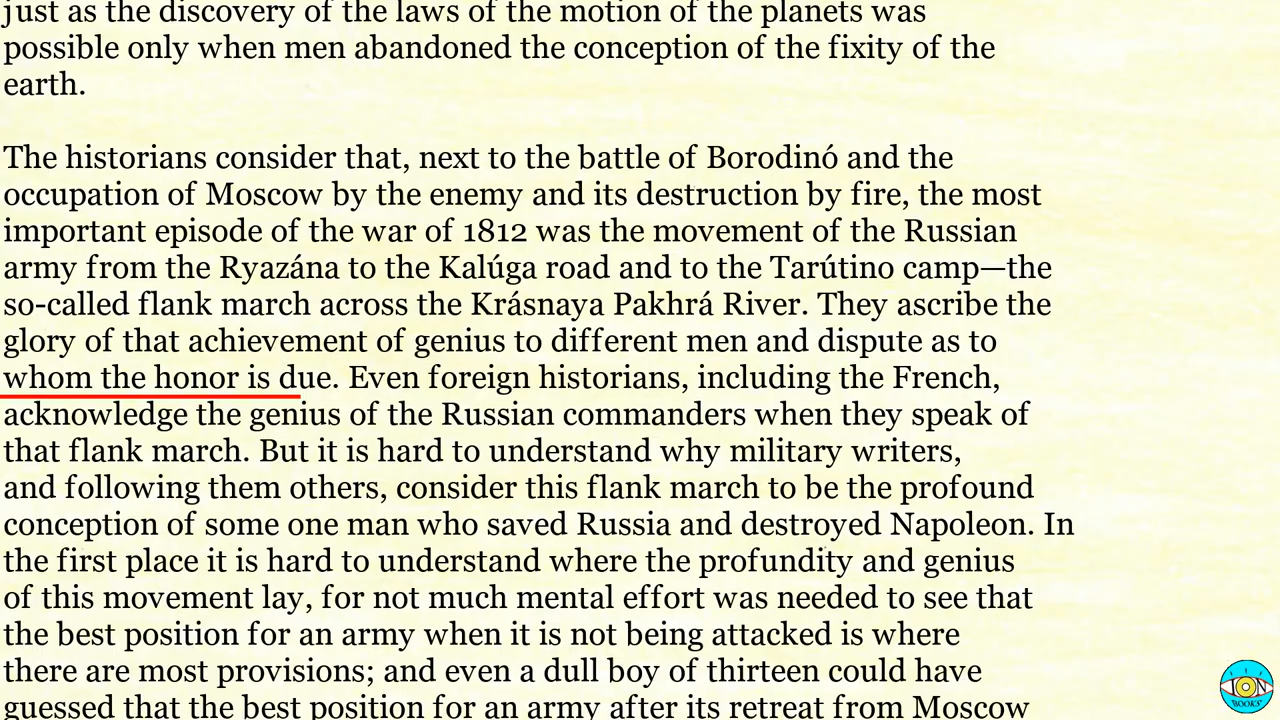 just as the discovery of the laws of the motion of the planets was
possible only when men abandoned the conception of the fixity of the
earth.
The historians consider that, next to the battle of Borodinó and the
occupation of Moscow by the enemy and its destruction by fire, the most
important episode of the war of 1812 was the movement of the Russian
army from the Ryazána to the Kalúga road and to the Tarútino camp—the
so-called flank march across the Krásnaya Pakhrá River. They ascribe the
glory of that achievement of genius to different men and dispute as to
whom the honor is due. Even foreign historians, including the French,
acknowledge the genius of the Russian commanders when they speak of
that flank march. But it is hard to understand why military writers,
and following them others, consider this flank march to be the profound
conception of some one man who saved Russia and destroyed Napoleon. In
the first place it is hard to understand where the profundity and genius
of this movement lay, for not much mental effort was needed to see that
the best position for an army when it is not being attacked is where
there are most provisions; and even a dull boy of thirteen could have
guessed that the best position for an army after its retreat from Moscow
ION
BOOKS